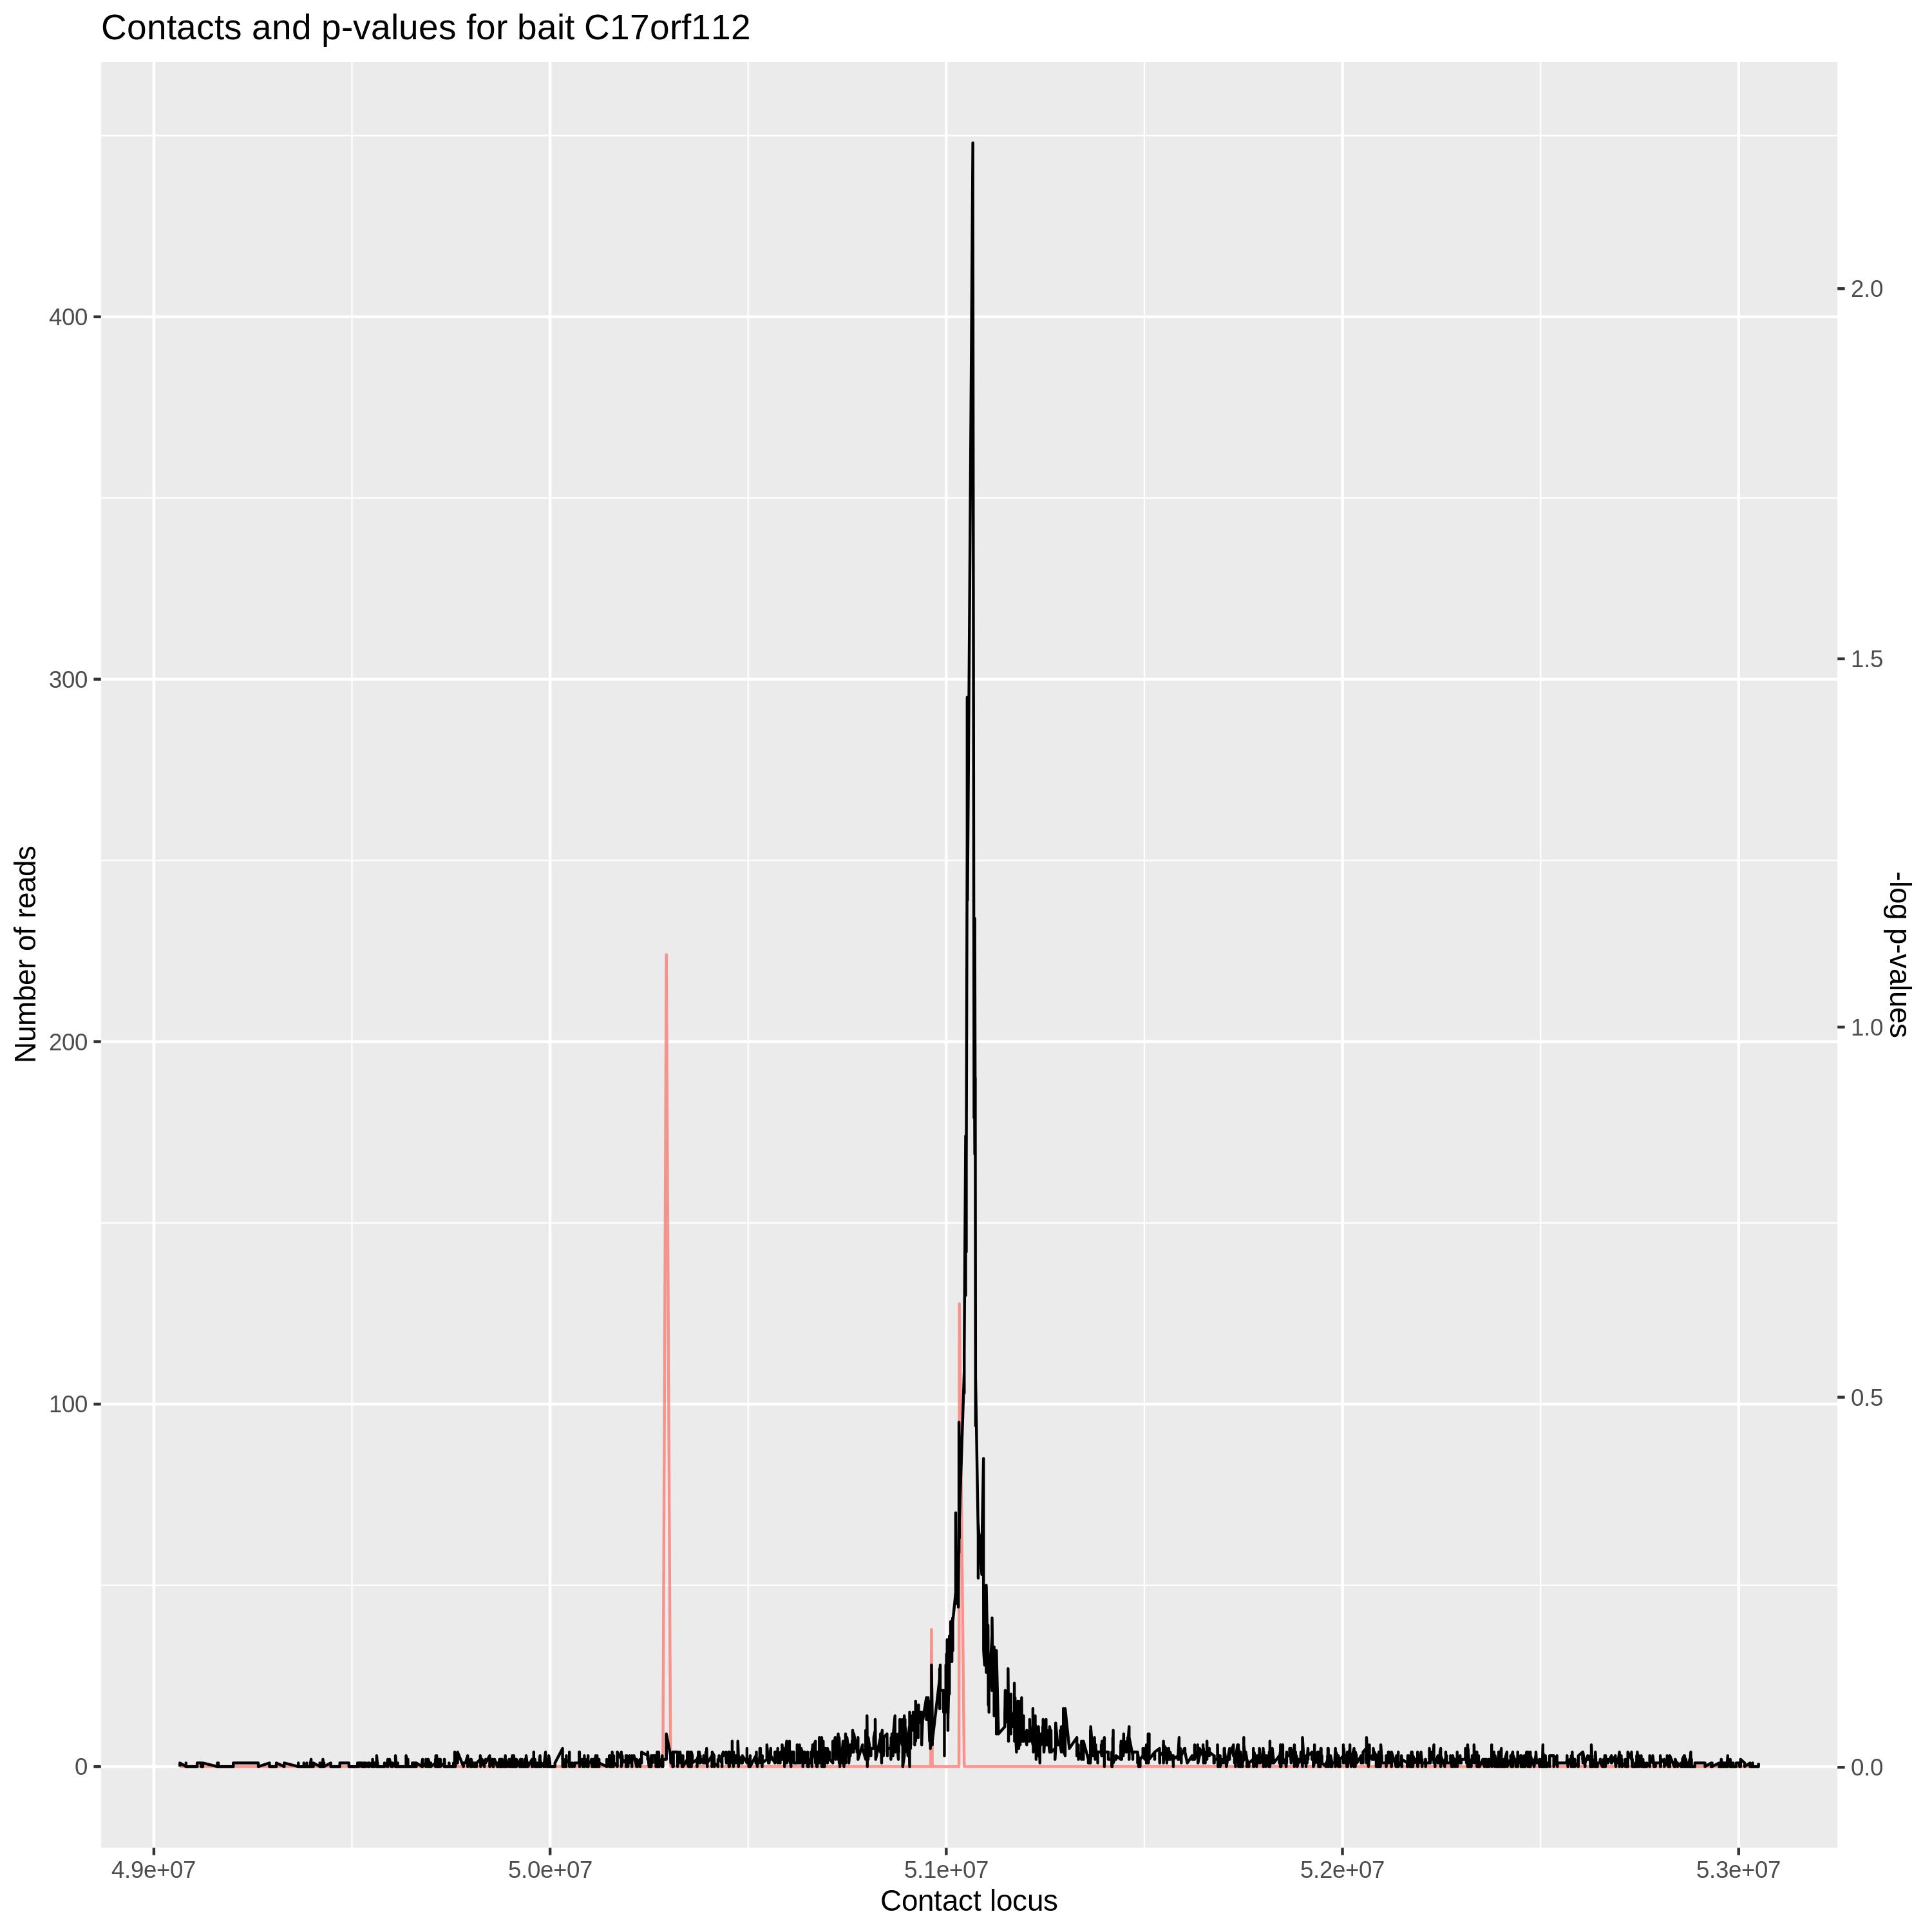 Contacts and p-values for bait C17orf112
400
300
200
100
0
Number of reads
2.0
1.5
1.0
0.5
0.0
-log p-values
4.9e+07 5.0e+07 5.1e+07 5.2e+07 5.3e+07
Contact locus